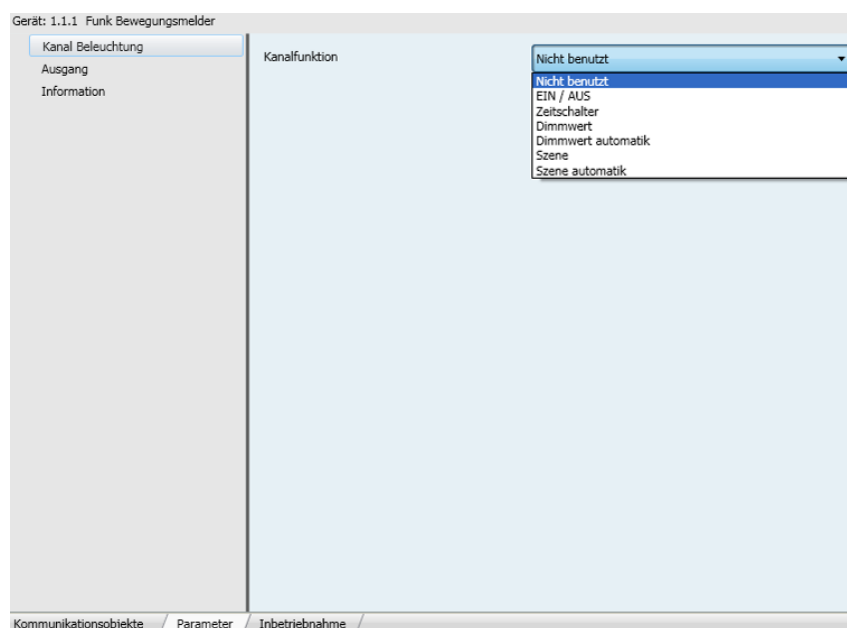 Gerät: 1.1.1 Funk Bewegungsmelder
Kanal Beleuchtung
Ausgang
Information
Kanalfunktion
Nicht benutzt
Nicht benutzt
EIN / AUS
Zeitschalter
Dimmwert
Dimmwert automatik
Szene
Szene automatik
Kommunikationsobjekte / Parameter / Inbetriebnahme /